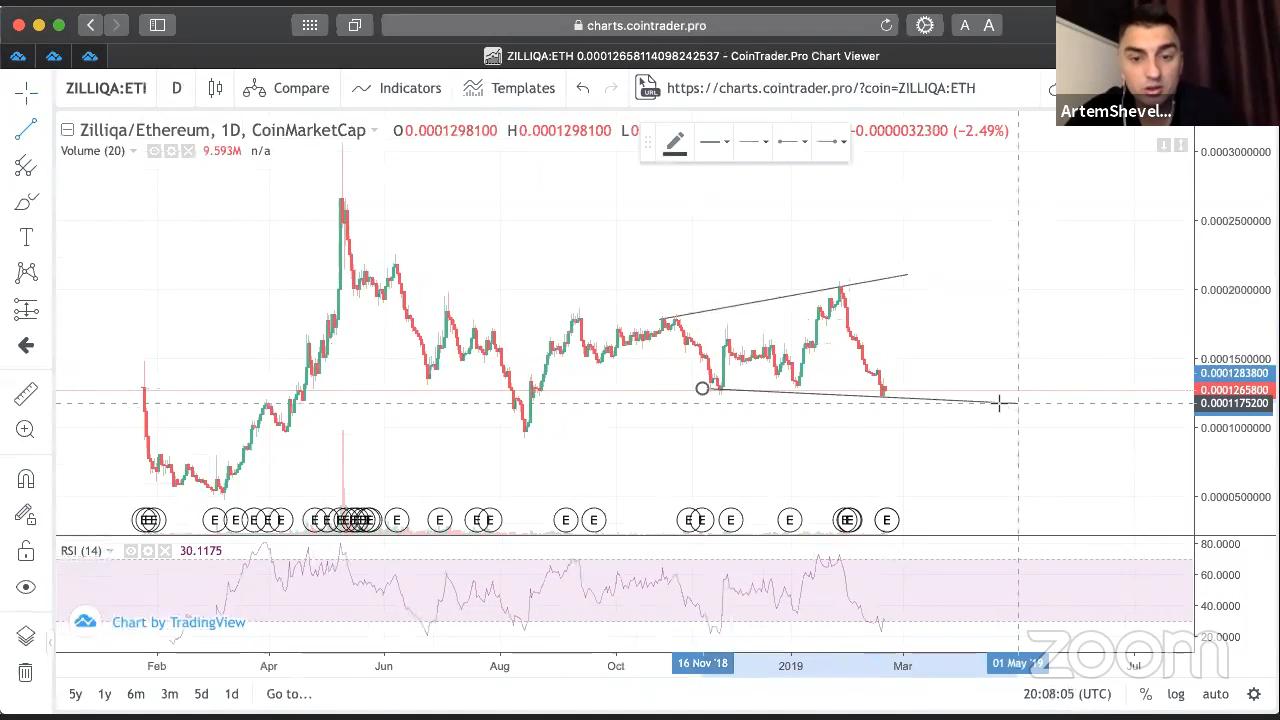 charts.cointrader.pro
A A
ZILLIQA:ETH 0.00012658114098242537 - CoinTrader.Pro Chart Viewer
ArtemShevel...
ZILLIQA:ETH D Compare Indicators Templates URL https://charts.cointrader.pro/?coin=ZILLIQA:ETH
Zilliqa/Ethereum, 1D, CoinMarketCap O0.0001298100 H0.0001298100 -0.0000032300 (−2.49%)
Volume (20) 9.593M n/a
0.0003000000
0.0002500000
0.0002000000
0.0001500000
0.0001283800
0.0001265800
0.0001175200
0.0001000000
0.0000500000
E E E E E E E E E E E E E E E E E E E E
RSI (14) 30.1175
80.0000
60.0000
40.0000
20.0000
Chart by TradingView
zoom
Feb Apr Jun Aug Oct 16 Nov '18 2019 Mar 01 May '19 Jul
5y 1y 6m 3m 5d 1d Go to... 20:08:05 (UTC) % log auto